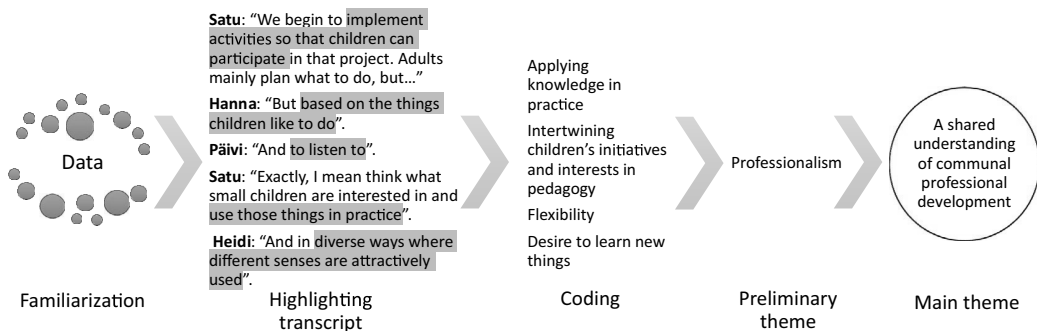 Data
Familiarization
Satu: “We begin to implement
activities so that children can
participate in that project. Adults
mainly plan what to do, but…”
Hanna: “But based on the things
children like to do”.
Päivi: “And to listen to”.
Satu: “Exactly, I mean think what
small children are interested in and
use those things in practice”.
Heidi: “And in diverse ways where
different senses are attractively
used”.
Highlighting
transcript
Applying
knowledge in
practice
Intertwining
children’s initiatives
and interests in
pedagogy
Flexibility
Desire to learn new
things
Coding
Professionalism
Preliminary
theme
A shared
understanding
of communal
professional
development
Main theme